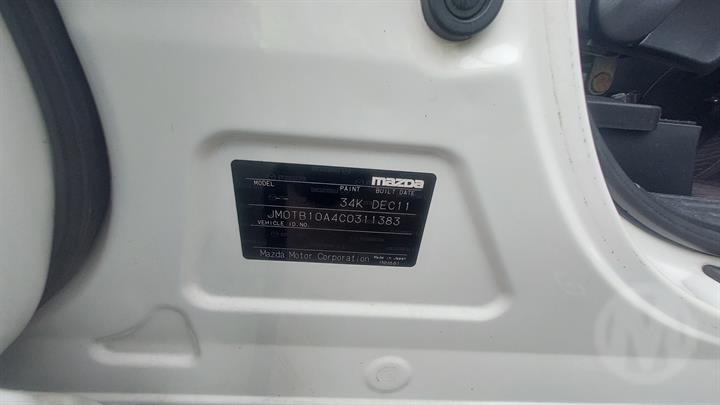 mazda
MODEL PAINT BUILT DATE
34K DEC11
JM0TB10A4C0311383
VEHICLE ID.NO.
Mazda Motor Corporation Made in Japan
M